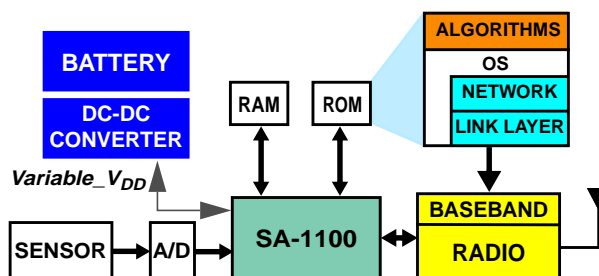 BATTERY
DC-DC
CONVERTER
Variable_VDD
RAM
ROM
ALGORITHMS
OS
NETWORK
LINK LAYER
SENSOR
A/D
SA-1100
BASEBAND
RADIO